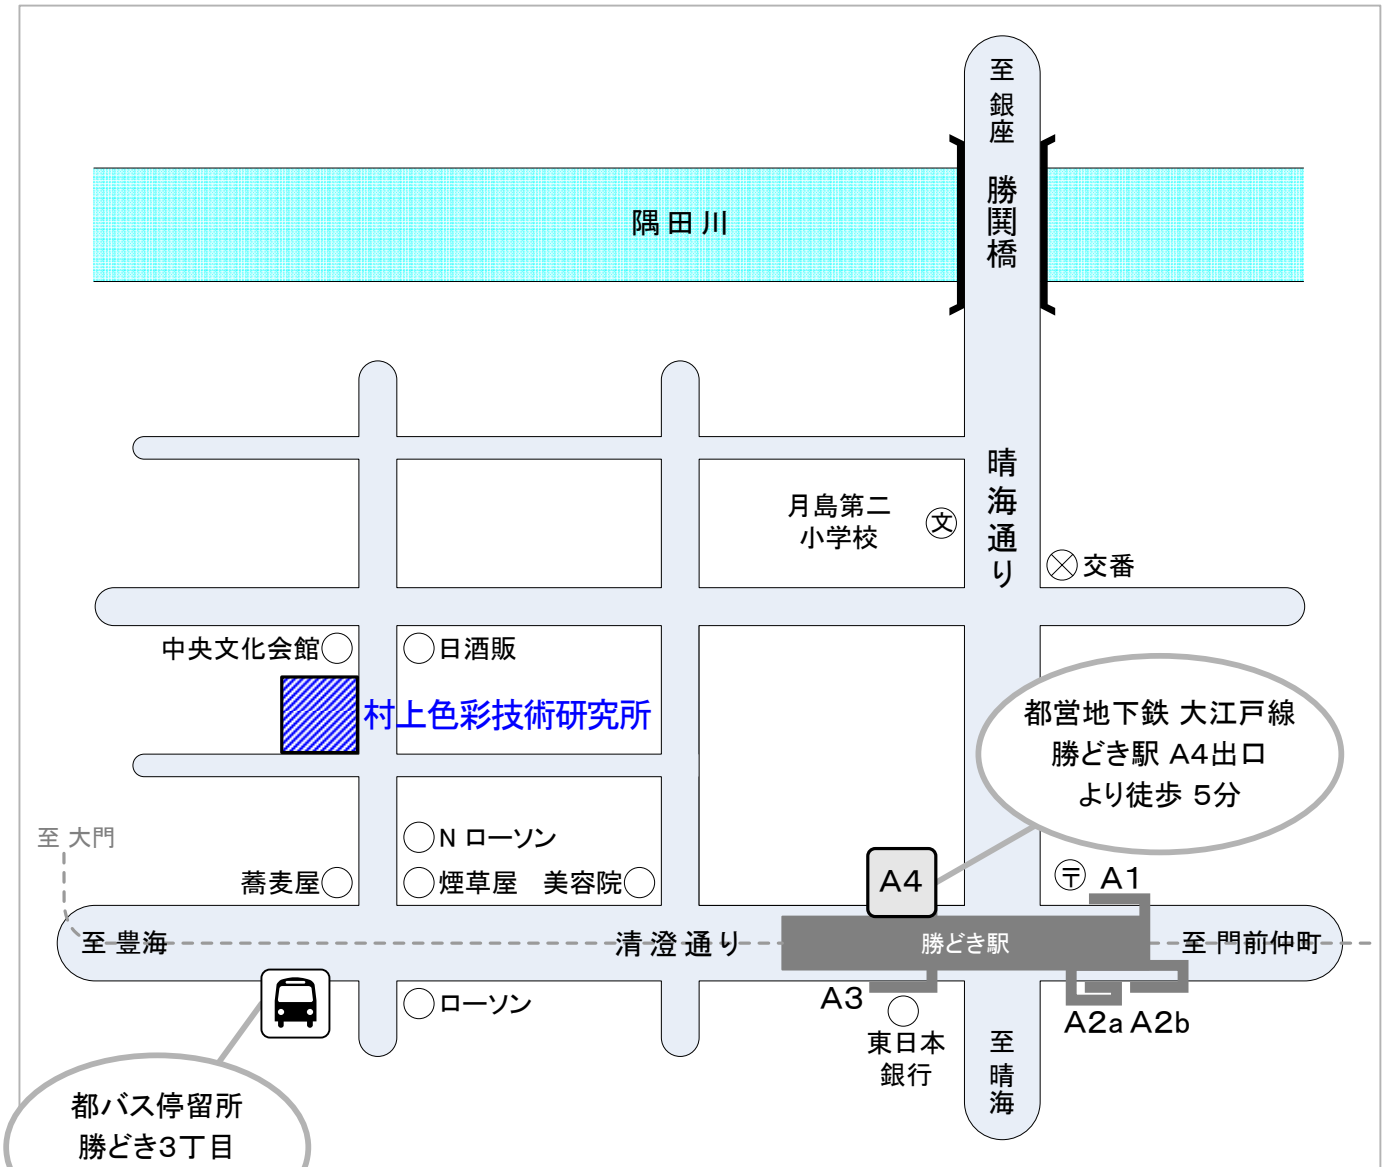 至 銀座
勝鬨橋
隅田川
晴海通り
月島第二
小学校
文
交番
中央文化会館
日酒販
村上色彩技術研究所
都営地下鉄 大江戸線
勝どき駅 A4出口
より徒歩 5分
至 大門
N ローソン
蕎麦屋
煙草屋
美容院
A4
〒
A1
至 豊海
清澄通り
勝どき駅
至 門前仲町
ローソン
A3
A2a
A2b
東日本
銀行
至 晴海
都バス停留所
勝どき3丁目